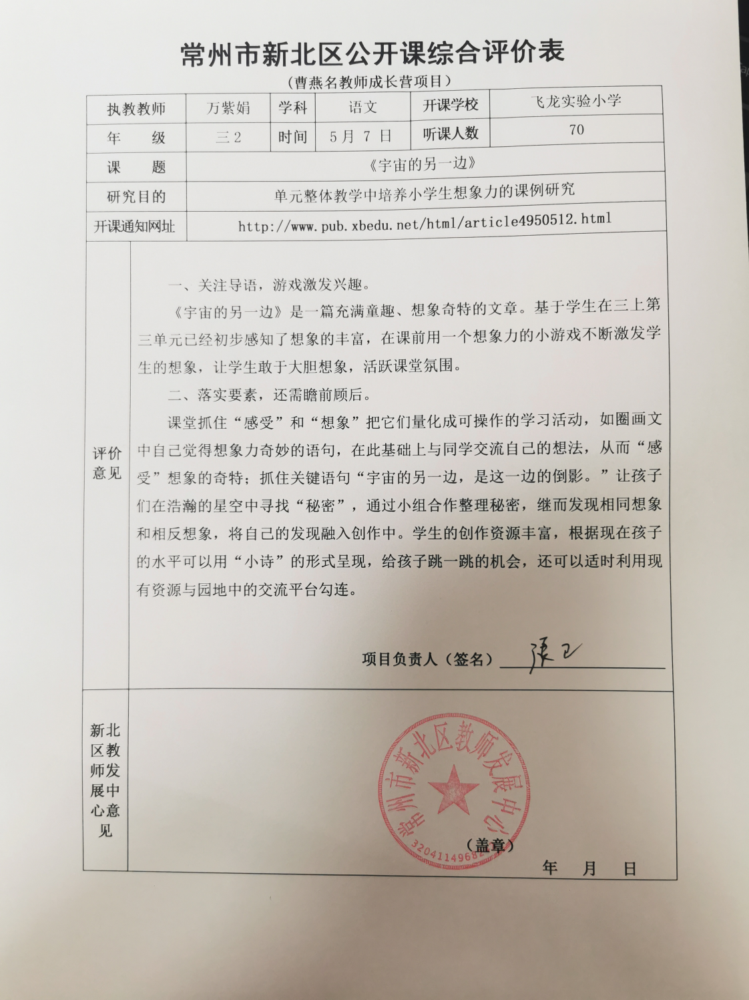 常州市新北区公开课综合评价表
(曹燕名教师成长营项目)
执教教师 万紫娟 学科 语文 开课学校 飞龙实验小学
年 级 三 2 时间 5 月 7 日 听课人数 70
课 题 《宇宙的另一边》
研究目的 单元整体教学中培养小学生想象力的课例研究
开课通知网址 http://www.pub.xbedu.net/html/article4950512.html
评价
意见
一、关注导语，游戏激发兴趣。
《宇宙的另一边》是一篇充满童趣、想象奇特的文章。基于学生在三上第
三单元已经初步感知了想象的丰富，在课前用一个想象力的小游戏不断激发学
生的想象，让学生敢于大胆想象，活跃课堂氛围。
二、落实要素，还需瞻前顾后。
课堂抓住“感受”和“想象”把它们量化成可操作的学习活动，如圈画文
中自己觉得想象力奇妙的语句，在此基础上与同学交流自己的想法，从而“感
受”想象的奇特；抓住关键语句“宇宙的另一边，是这一边的倒影。”让孩子
们在浩瀚的星空中寻找“秘密”，通过小组合作整理秘密，继而发现相同想象
和相反想象，将自己的发现融入创作中。学生的创作资源丰富，根据现在孩子
的水平可以用“小诗”的形式呈现，给孩子跳一跳的机会，还可以适时利用现
有资源与园地中的交流平台勾连。
项目负责人（签名）張卫
新北
区教
师发
展中
心意
见
常州市新北区教师发展中心
（盖章）
年 月 日